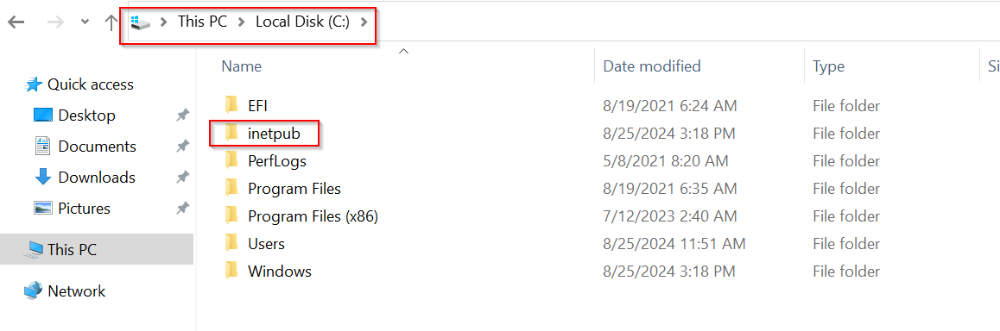 This PC > Local Disk (C:) >
Name Date modified Type Si
Quick access
Desktop
Documents
Downloads
Pictures
This PC
Network
EFI 8/19/2021 6:24 AM File folder
inetpub 8/25/2024 3:18 PM File folder
PerfLogs 5/8/2021 8:20 AM File folder
Program Files 8/19/2021 6:35 AM File folder
Program Files (x86) 7/12/2023 2:40 AM File folder
Users 8/25/2024 11:51 AM File folder
Windows 8/25/2024 3:18 PM File folder